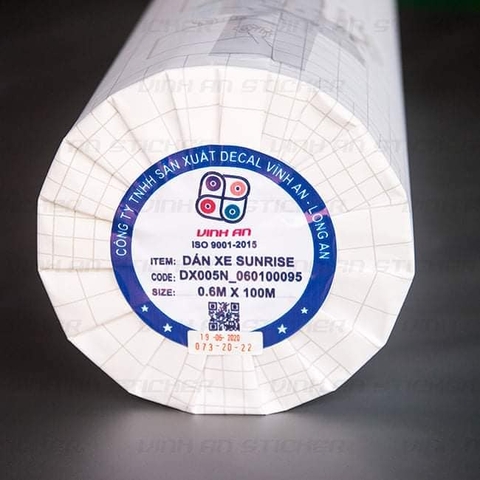 VINH AN STICKER
CÔNG TY TNHH SẢN XUẤT DECAL VĨNH AN - LONG AN
VINH AN
ISO 9001-2015
ITEM: DÁN XE SUNRISE
CODE: DX005N_060100095
SIZE: 0.6M X 100M
19 -06- 2020
073-20-22